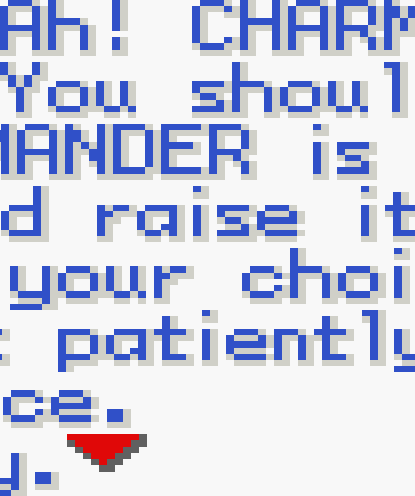 Ah! CHARM
You shoul
MANDER is
d raise it
your choi
t patiently
ce.
y.